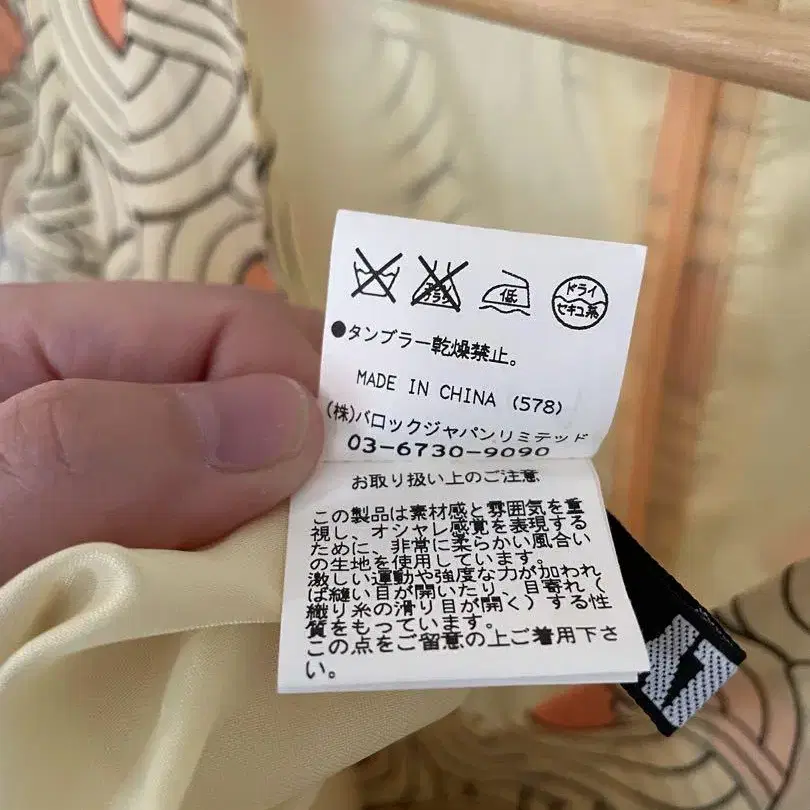 エンソ サラシ
低
ドライ
セキユ系
●タンブラー乾燥禁止。
MADE IN CHINA (578)
(株)バロックジャパンリミテッド
03-6730-9090
お取り扱い上のご注意
この製品は素材感と雰囲気を重
視し、オシャレ感覚を表現する
ために、非常に柔らかい風合い
の生地を使用しています。
激しい運動や強度な力が加われ
ば縫い目が開いたり、目寄れ(
織り糸の滑り目が開く)する性
質をもっています。
この点をご留意の上ご着用下さ
い。